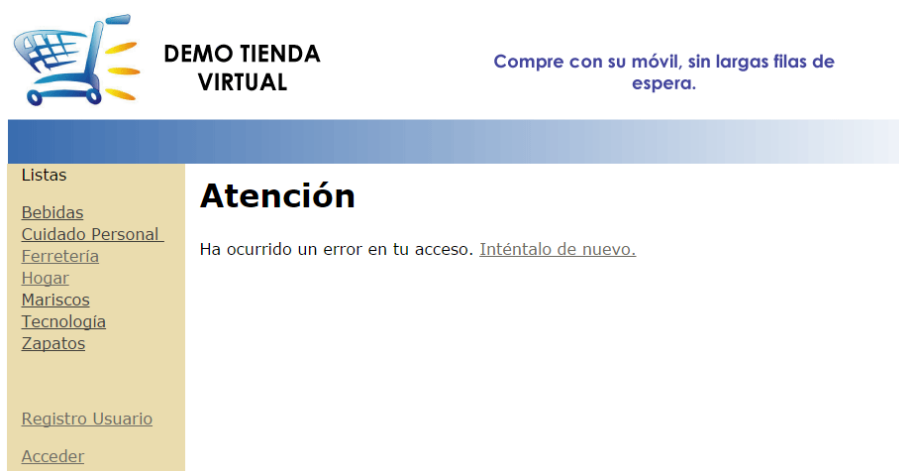 DEMO TIENDA
VIRTUAL
Compre con su móvil, sin largas filas de
espera.
Listas
Bebidas
Cuidado Personal
Ferretería
Hogar
Mariscos
Tecnología
Zapatos
Registro Usuario
Acceder
Atención
Ha ocurrido un error en tu acceso. Inténtalo de nuevo.